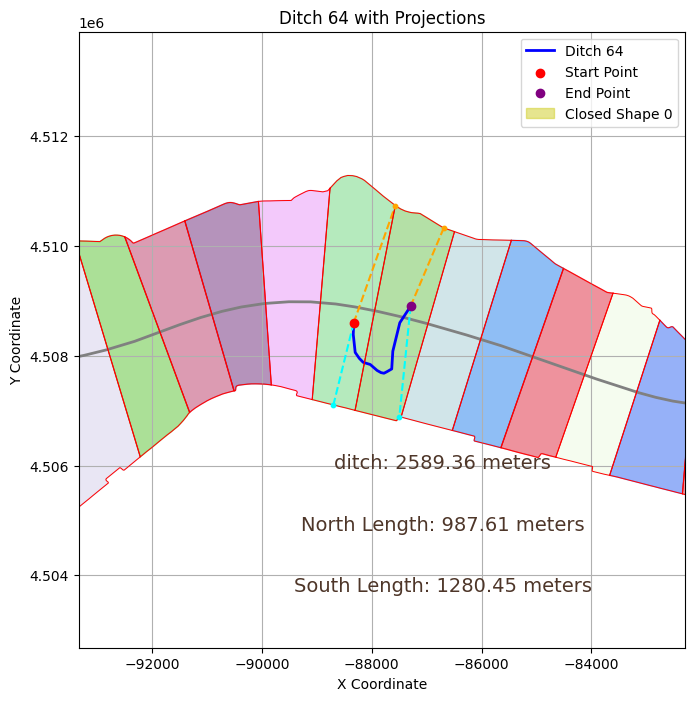 Ditch 64 with Projections
1e6
Ditch 64
Start Point
End Point
Closed Shape 0
4.512
4.510
4.508
4.506
4.504
Y Coordinate
ditch: 2589.36 meters
North Length: 987.61 meters
South Length: 1280.45 meters
−92000 −90000 −88000 −86000 −84000
X Coordinate